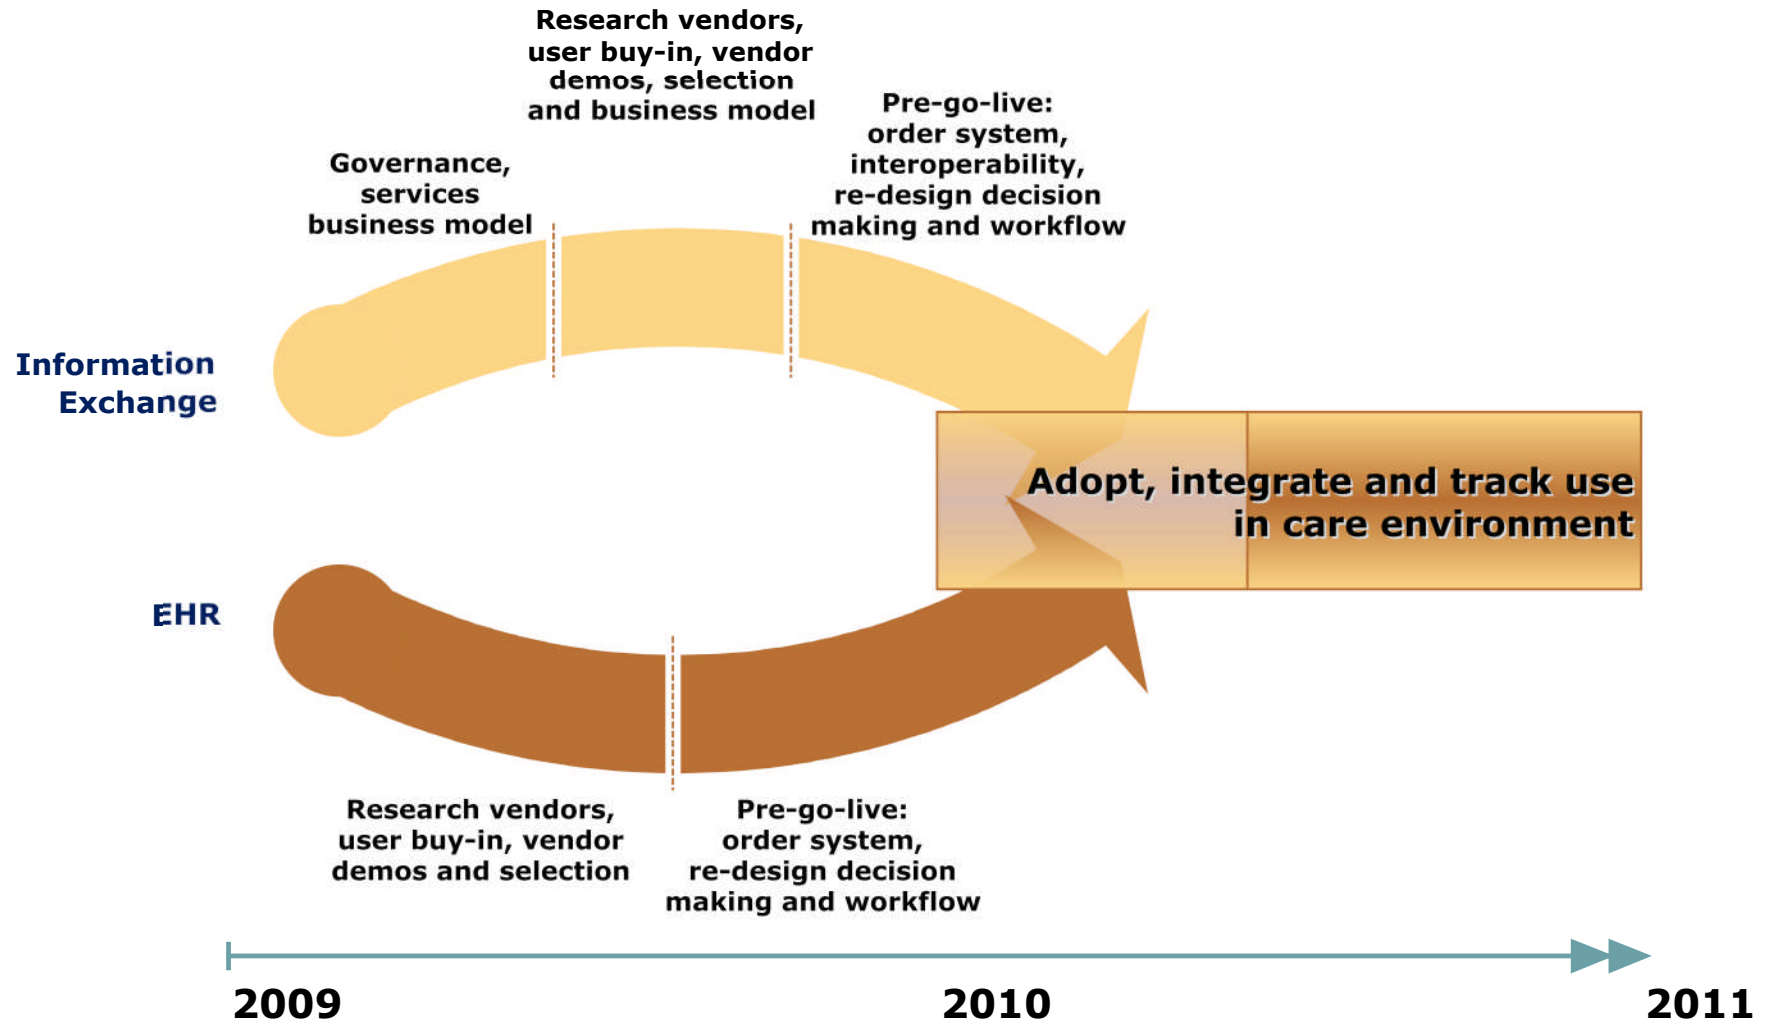 Research vendors,
user buy-in, vendor
demos, selection
and business model
Pre-go-live:
order system,
interoperability,
re-design decision
making and workflow
Governance,
services
business model
Information
Exchange
Adopt, integrate and track use
in care environment
EHR
Research vendors,
user buy-in, vendor
demos and selection
Pre-go-live:
order system,
re-design decision
making and workflow
2009
2010
2011